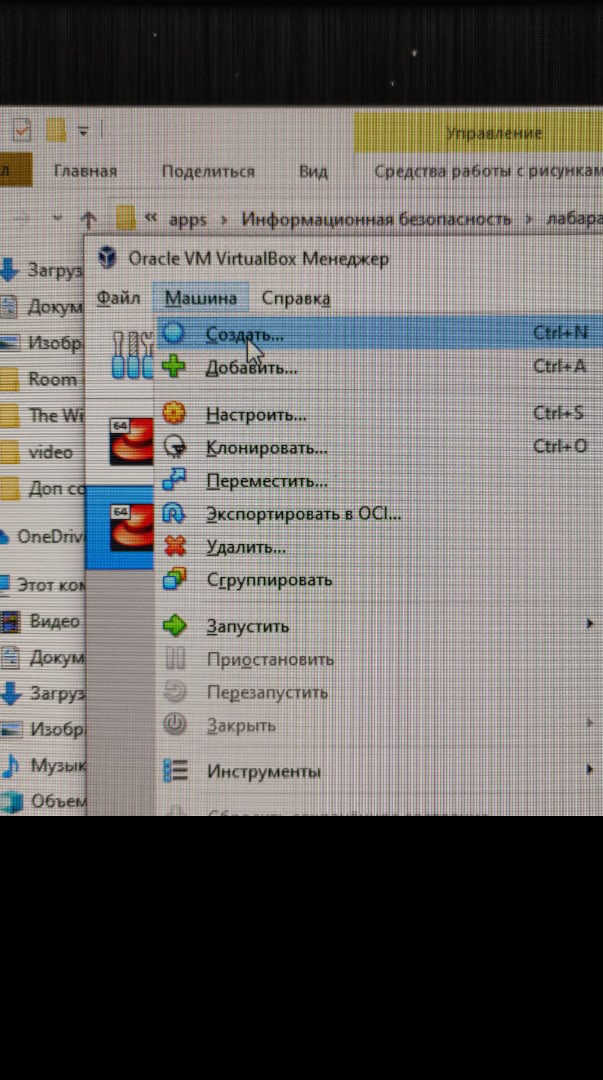 Управление
Главная Поделиться Вид Средства работы с рисункам
« apps › Информационная безопасность › лабара
Oracle VM VirtualBox Менеджер
Загруз
Файл Машина Справка
Докум
Создать... Ctrl+N
Изобр
Добавить... Ctrl+A
Room
Настроить... Ctrl+S
The Wi
64
Клонировать... Ctrl+O
video
Переместить...
Доп со
64
Экспортировать в OCI...
OneDriv
Удалить...
Сгруппировать
Этот ком
Видео
Запустить
Докум
Приостановить
Загруз
Перезапустить
Изобр
Закрыть
Музык
Инструменты
Объем